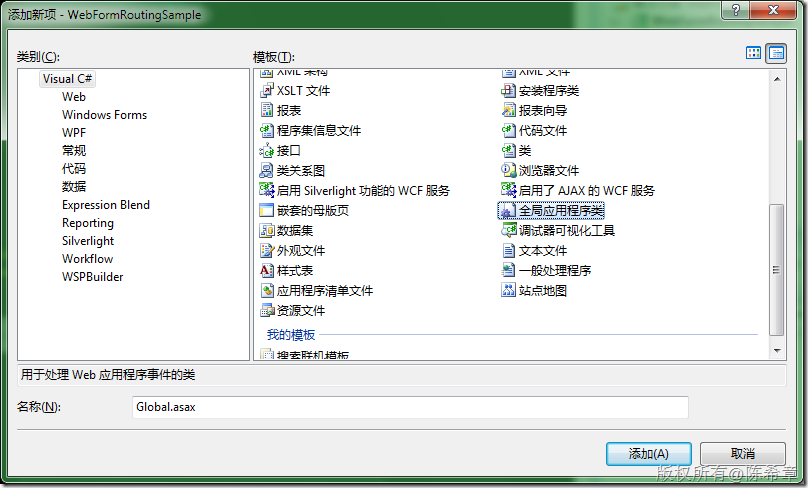 添加新项 - WebFormRoutingSample
类别(C):
模板(T):
Visual C#
Web
Windows Forms
WPF
常规
代码
数据
Expression Blend
Reporting
Silverlight
Workflow
WSPBuilder
XML 架构
XML 文件
XSLT 文件
安装程序类
报表
报表向导
程序集信息文件
代码文件
接口
类
类关系图
浏览器文件
启用 Silverlight 功能的 WCF 服务
启用了 AJAX 的 WCF 服务
嵌套的母版页
全局应用程序类
数据集
调试器可视化工具
外观文件
文本文件
样式表
一般处理程序
应用程序清单文件
站点地图
资源文件
我的模板
搜索联机模板
用于处理 Web 应用程序事件的类
名称(N):
Global.asax
添加(A)
取消
版权所有@陈希章